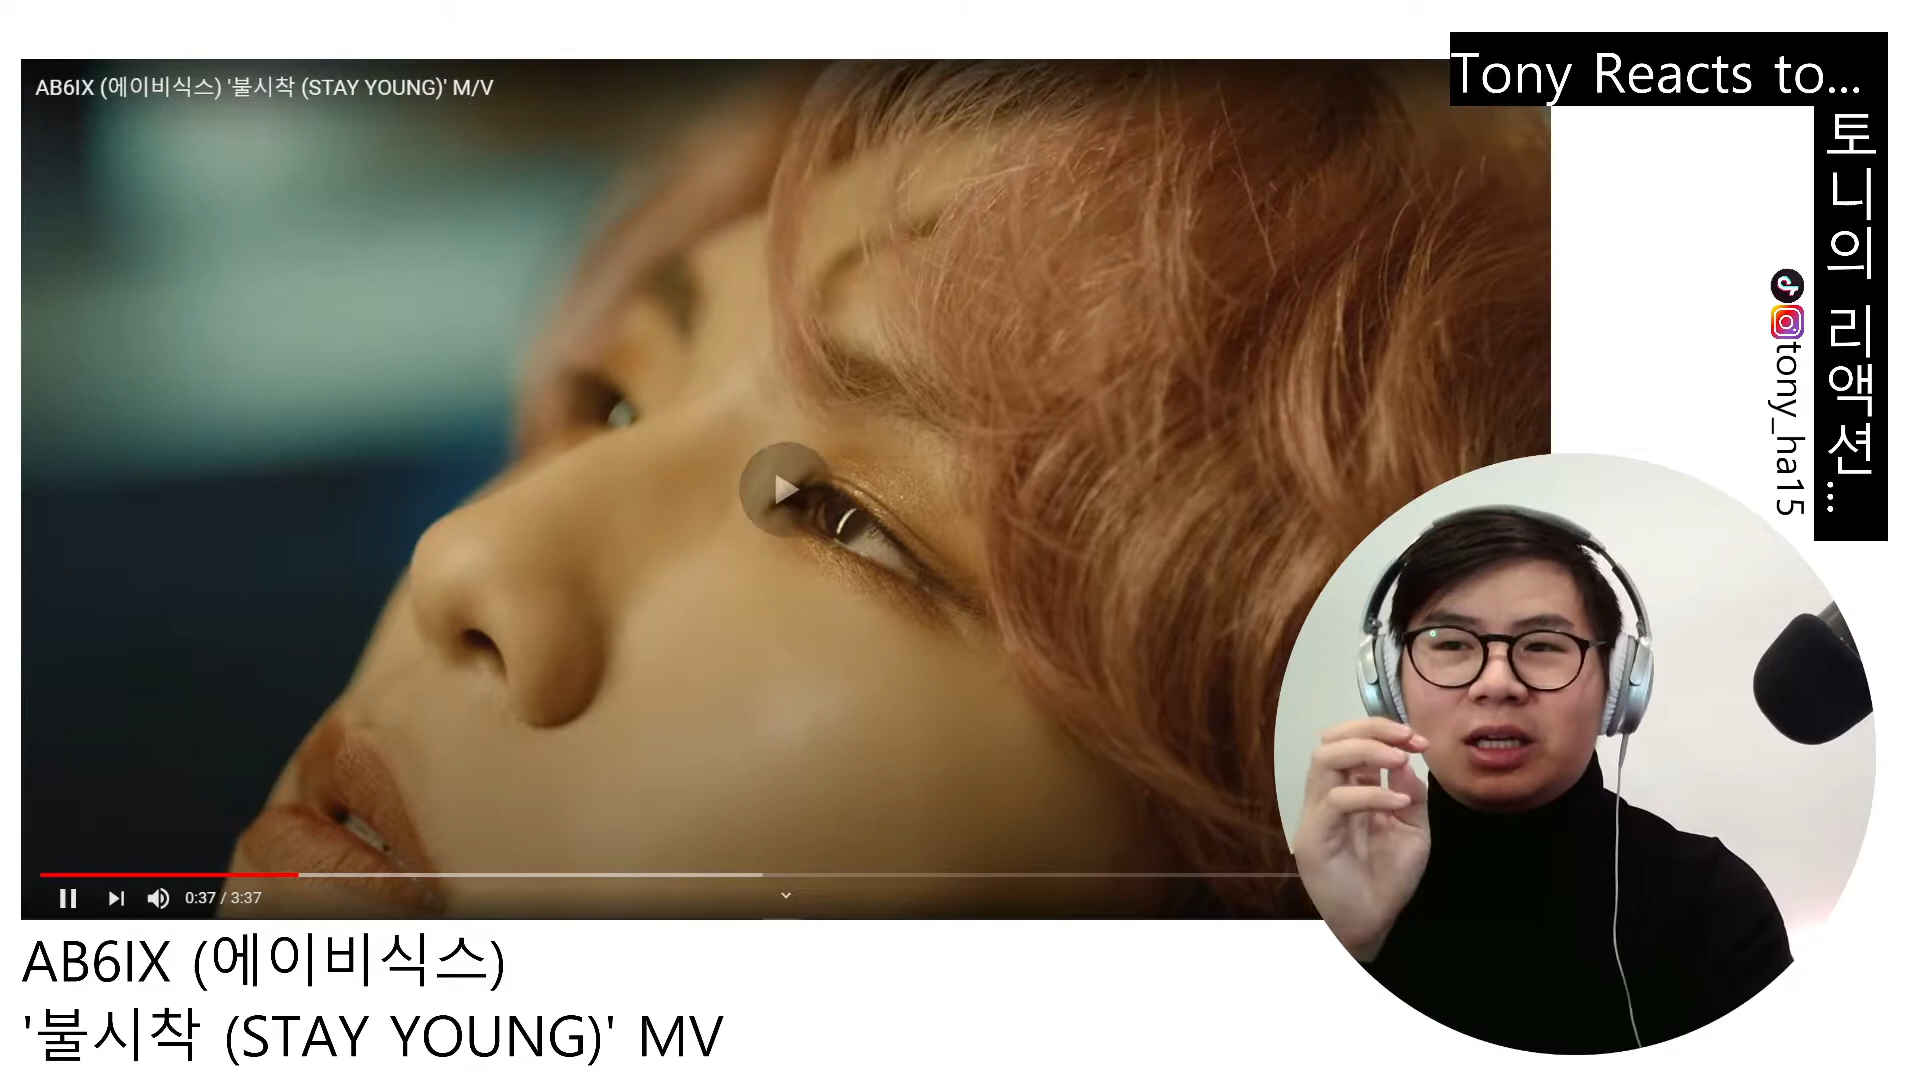 AB6IX (에이비식스) '불시착 (STAY YOUNG)' M/V
Tony Reacts to...
토니의 리액션...
tony_ha15
0:37 / 3:37
AB6IX (에이비식스)
'불시착 (STAY YOUNG)' MV